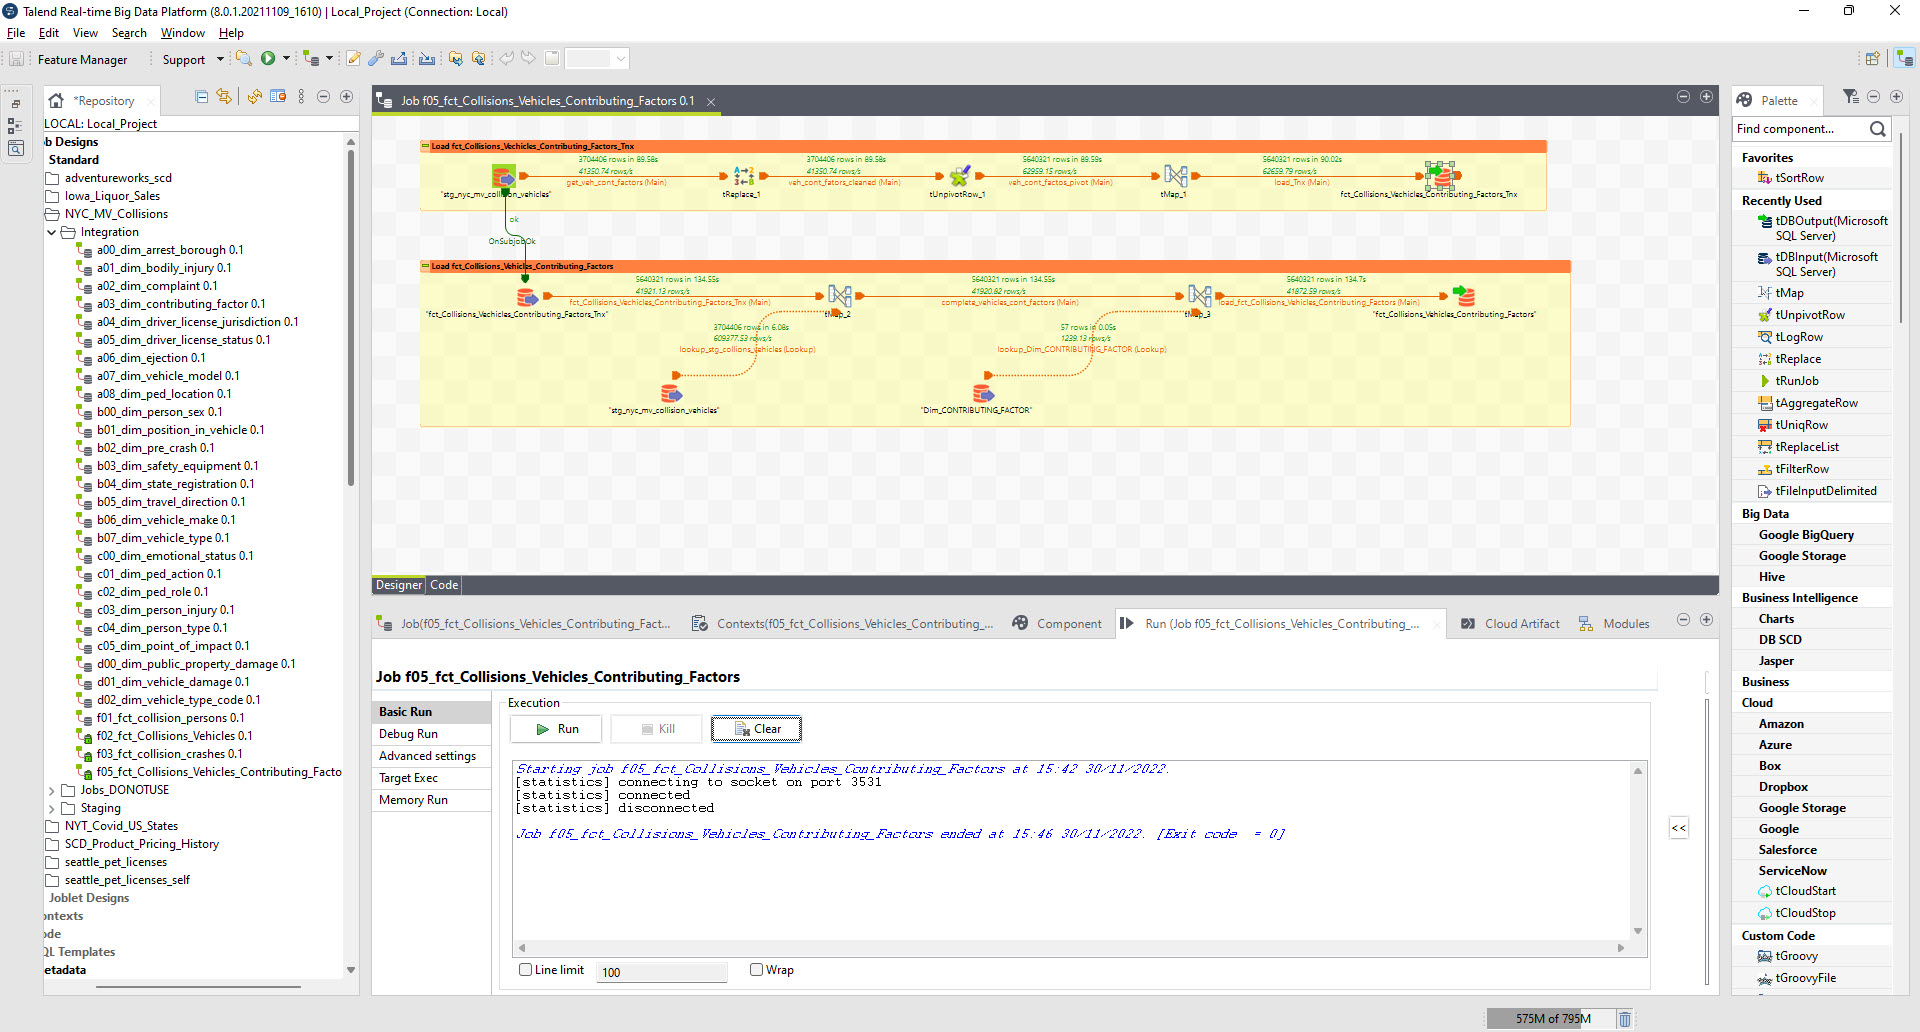 Talend Real-time Big Data Platform (8.0.1.20211109_1610) | Local_Project (Connection: Local)
File Edit View Search Window Help
Feature Manager Support
*Repository
LOCAL: Local_Project
b Designs
Standard
adventureworks_scd
Iowa_Liquor_Sales
NYC_MV_Collisions
Integration
a00_dim_arrest_borough 0.1
a01_dim_bodily_injury 0.1
a02_dim_complaint 0.1
a03_dim_contributing_factor 0.1
a04_dim_driver_license_jurisdiction 0.1
a05_dim_driver_license_status 0.1
a06_dim_ejection 0.1
a07_dim_vehicle_model 0.1
a08_dim_ped_location 0.1
b00_dim_person_sex 0.1
b01_dim_position_in_vehicle 0.1
b02_dim_pre_crash 0.1
b03_dim_safety_equipment 0.1
b04_dim_state_registration 0.1
b05_dim_travel_direction 0.1
b06_dim_vehicle_make 0.1
b07_dim_vehicle_type 0.1
c00_dim_emotional_status 0.1
c01_dim_ped_action 0.1
c02_dim_ped_role 0.1
c03_dim_person_injury 0.1
c04_dim_person_type 0.1
c05_dim_point_of_impact 0.1
d00_dim_public_property_damage 0.1
d01_dim_vehicle_damage 0.1
d02_dim_vehicle_type_code 0.1
f01_fct_collision_persons 0.1
f02_fct_Collisions_Vehicles 0.1
f03_fct_collision_crashes 0.1
f05_fct_Collisions_Vehicles_Contributing_Facto
Jobs_DONOTUSE
Staging
NYT_Covid_US_States
SCD_Product_Pricing_History
seattle_pet_licenses
seattle_pet_licenses_self
Joblet Designs
ontexts
ode
QL Templates
etadata
Job f05_fct_Collisions_Vehicles_Contributing_Factors 0.1
Load fct_Collisions_Vechicles_Contributing_Factors_Tnx
3704406 rows in 89.58s
41350.74 rows/s
get_veh_cont_factors (Main)
3704406 rows in 89.58s
41350.74 rows/s
veh_cont_fators_cleaned (Main)
5640321 rows in 89.59s
62959.15 rows/s
veh_cont_factos_pivot (Main)
5640321 rows in 90.02s
62659.79 rows/s
load_Tnx (Main)
"stg_nyc_mv_collision_vehicles"
tReplace_1
tUnpivotRow_1
tMap_1
fct_Collisions_Vechicles_Contributing_Factors_Tnx
ok
OnSubjobOk
Load fct_Collisions_Vehicles_Contributing_Factors
5640321 rows in 134.55s
41921.13 rows/s
fct_Collisions_Vechicles_Contributing_Factors_Tnx (Main)
5640321 rows in 134.55s
41920.82 rows/s
complete_vehicles_cont_factors (Main)
5640321 rows in 134.7s
41872.59 rows/s
load_fct_Collisions_Vehicles_Contributing_Factors (Main)
"fct_Collisions_Vechicles_Contributing_Factors_Tnx"
tMap_2
tMap_3
"fct_Collisions_Vehicles_Contributing_Factors"
3704406 rows in 6.08s
609377.53 rows/s
lookup_stg_collions_vehicles (Lookup)
57 rows in 0.05s
1239.13 rows/s
lookup_Dim_CONTRIBUTING_FACTOR (Lookup)
"stg_nyc_mv_collision_vehicles"
"Dim_CONTRIBUTING_FACTOR"
Designer Code
Job(f05_fct_Collisions_Vehicles_Contributing_Fact...
Contexts(f05_fct_Collisions_Vehicles_Contributing_...
Component
Run (Job f05_fct_Collisions_Vehicles_Contributing_...
Cloud Artifact
Modules
Job f05_fct_Collisions_Vehicles_Contributing_Factors
Basic Run
Debug Run
Advanced settings
Target Exec
Memory Run
Execution
Run Kill Clear
Starting job f05_fct_Collisions_Vehicles_Contributing_Factors at 15:42 30/11/2022.
[statistics] connecting to socket on port 3531
[statistics] connected
[statistics] disconnected
Job f05_fct_Collisions_Vehicles_Contributing_Factors ended at 15:46 30/11/2022. [Exit code  = 0]
<<
Line limit 100 Wrap
Palette
Find component...
Favorites
tSortRow
Recently Used
tDBOutput(Microsoft
SQL Server)
tDBInput(Microsoft
SQL Server)
tMap
tUnpivotRow
tLogRow
tReplace
tRunJob
tAggregateRow
tUniqRow
tReplaceList
tFilterRow
tFileInputDelimited
Big Data
Google BigQuery
Google Storage
Hive
Business Intelligence
Charts
DB SCD
Jasper
Business
Cloud
Amazon
Azure
Box
Dropbox
Google Storage
Google
Salesforce
ServiceNow
tCloudStart
tCloudStop
Custom Code
tGroovy
tGroovyFile
575M of 795M